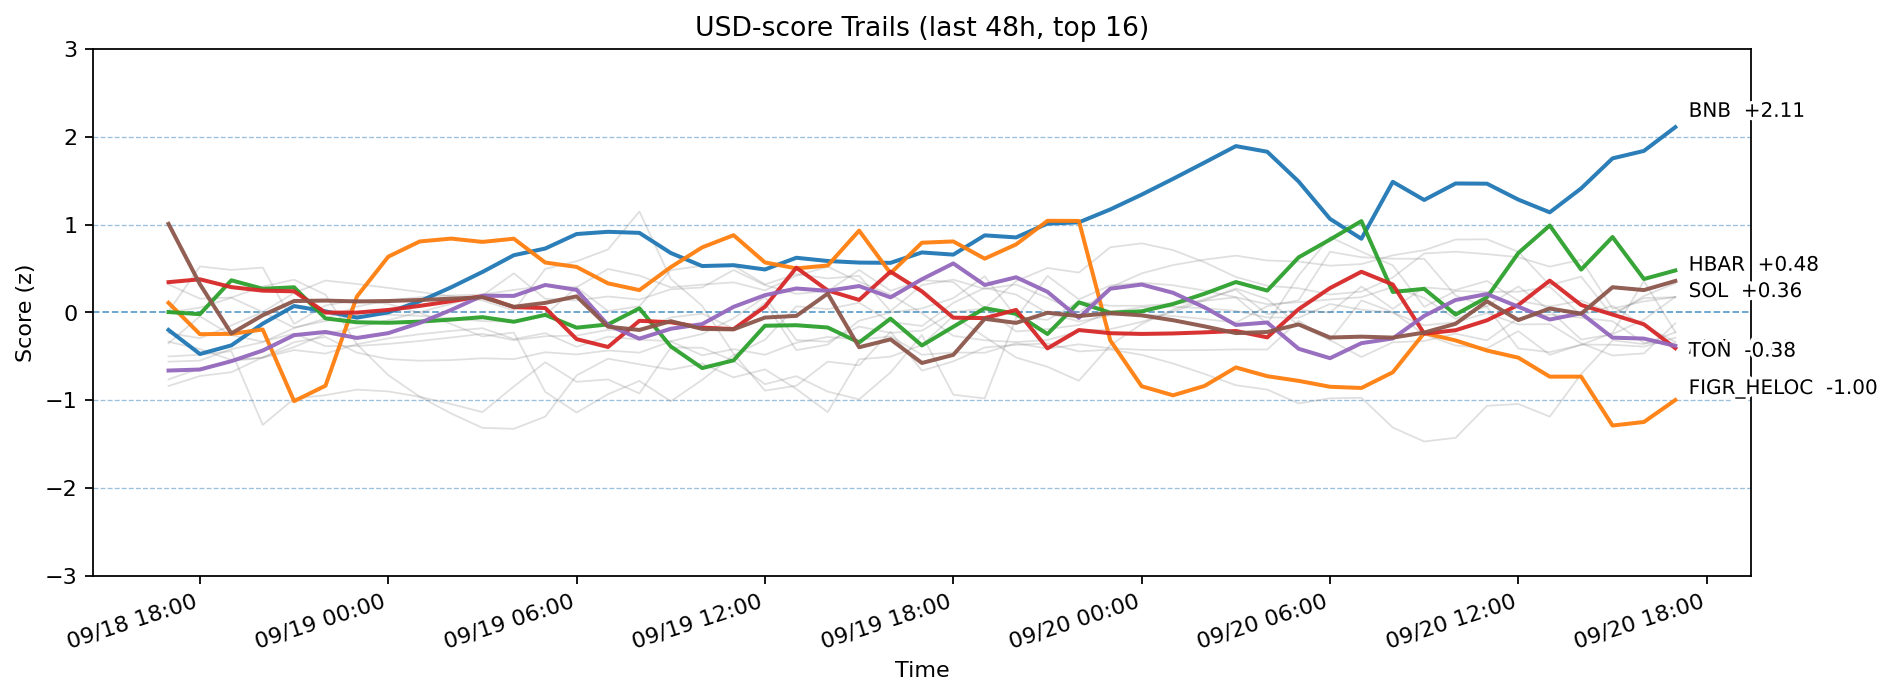 USD-score Trails (last 48h, top 16)
3
2
1
0
−1
−2
−3
Score (z)
BNB +2.11
HBAR +0.48
SOL +0.36
TON -0.38
FIGR_HELOC -1.00
09/18 18:00
09/19 00:00
09/19 06:00
09/19 12:00
09/19 18:00
09/20 00:00
09/20 06:00
09/20 12:00
09/20 18:00
Time